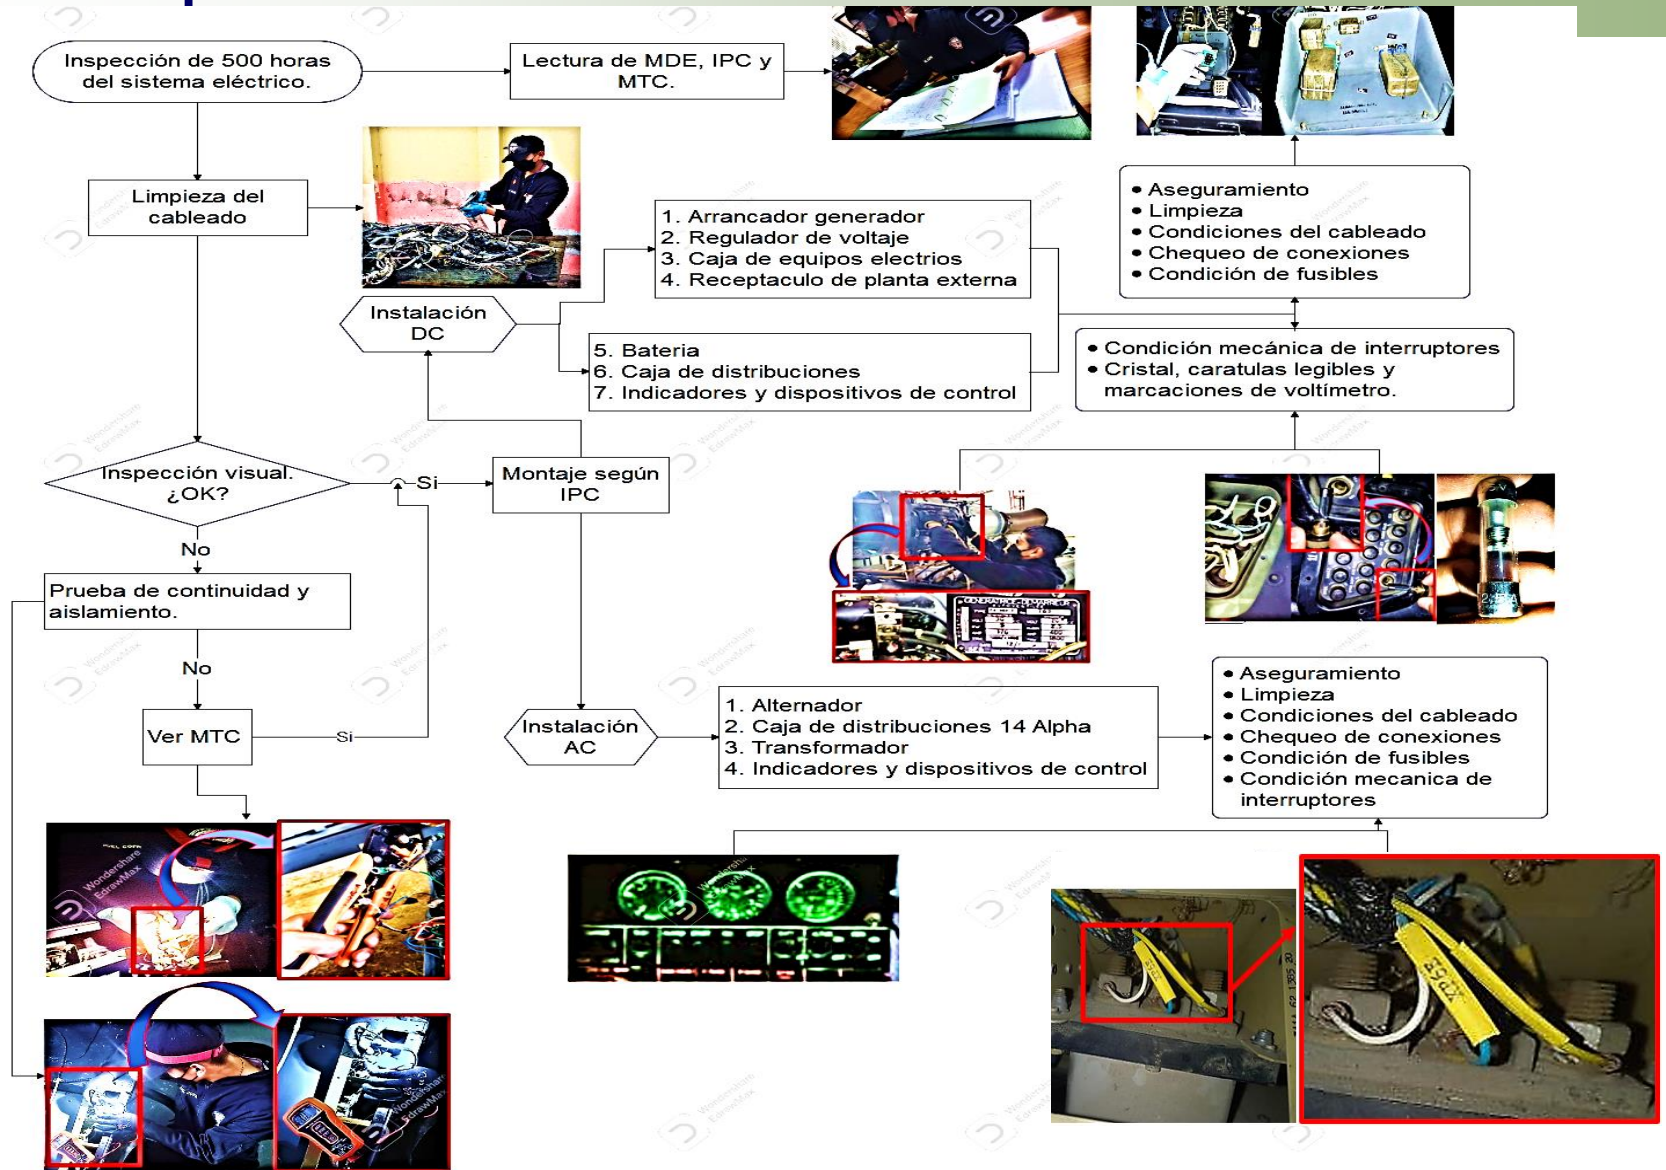 Inspección de 500 horas
del sistema eléctrico.
Lectura de MDE, IPC y
MTC.
Limpieza del
cableado
1. Arrancador generador
2. Regulador de voltaje
3. Caja de equipos electrios
4. Receptaculo de planta externa
• Aseguramiento
• Limpieza
• Condiciones del cableado
• Chequeo de conexiones
• Condición de fusibles
Instalación
DC
5. Bateria
6. Caja de distribuciones
7. Indicadores y dispositivos de control
• Condición mecánica de interruptores
• Cristal, caratulas legibles y
marcaciones de voltímetro.
Inspección visual.
¿OK?
Si
Montaje según
IPC
No
Prueba de continuidad y
aislamiento.
No
Ver MTC
Si
Instalación
AC
1. Alternador
2. Caja de distribuciones 14 Alpha
3. Transformador
4. Indicadores y dispositivos de control
• Aseguramiento
• Limpieza
• Condiciones del cableado
• Chequeo de conexiones
• Condición de fusibles
• Condición mecanica de
interruptores
Wondershare
EdrawMax